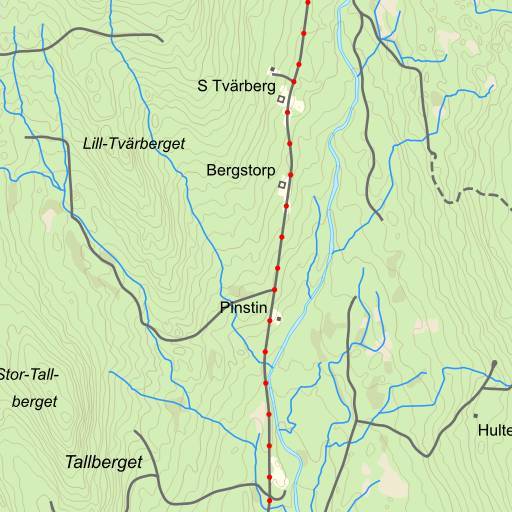 S Tvärberg
Lill-Tvärberget
Bergstorp
Pinstin
Stor-Tall-
berget
Hulte
Tallberget